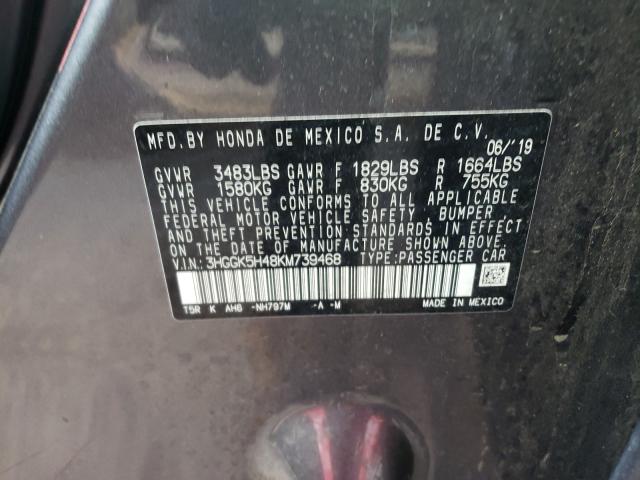 MFD.BY HONDA DE MEXICO S.A. DE C.V.
06/'19
GVWR 3483LBS GAWR F 1829LBS R 1664LBS
GVWR 1580KG GAWR F 830KG R 755KG
THIS VEHICLE CONFORMS TO ALL APPLICABLE
FEDERAL MOTOR VEHICLE SAFETY, BUMPER,
AND THEFT PREVENTION STANDARDS IN EFFECT
ON THE DATE OF MANUFACTURE SHOWN ABOVE.
V.I.N: 3HGGK5H48KM739468 TYPE:PASSENGER CAR
T5R K AHB -NH797M -A -M MADE IN MEXICO